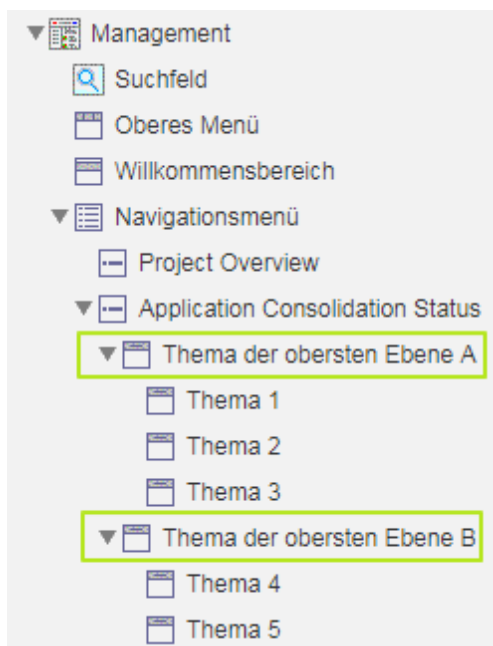 Management
Suchfeld
Oberes Menü
Willkommensbereich
Navigationsmenü
Project Overview
Application Consolidation Status
Thema der obersten Ebene A
Thema 1
Thema 2
Thema 3
Thema der obersten Ebene B
Thema 4
Thema 5